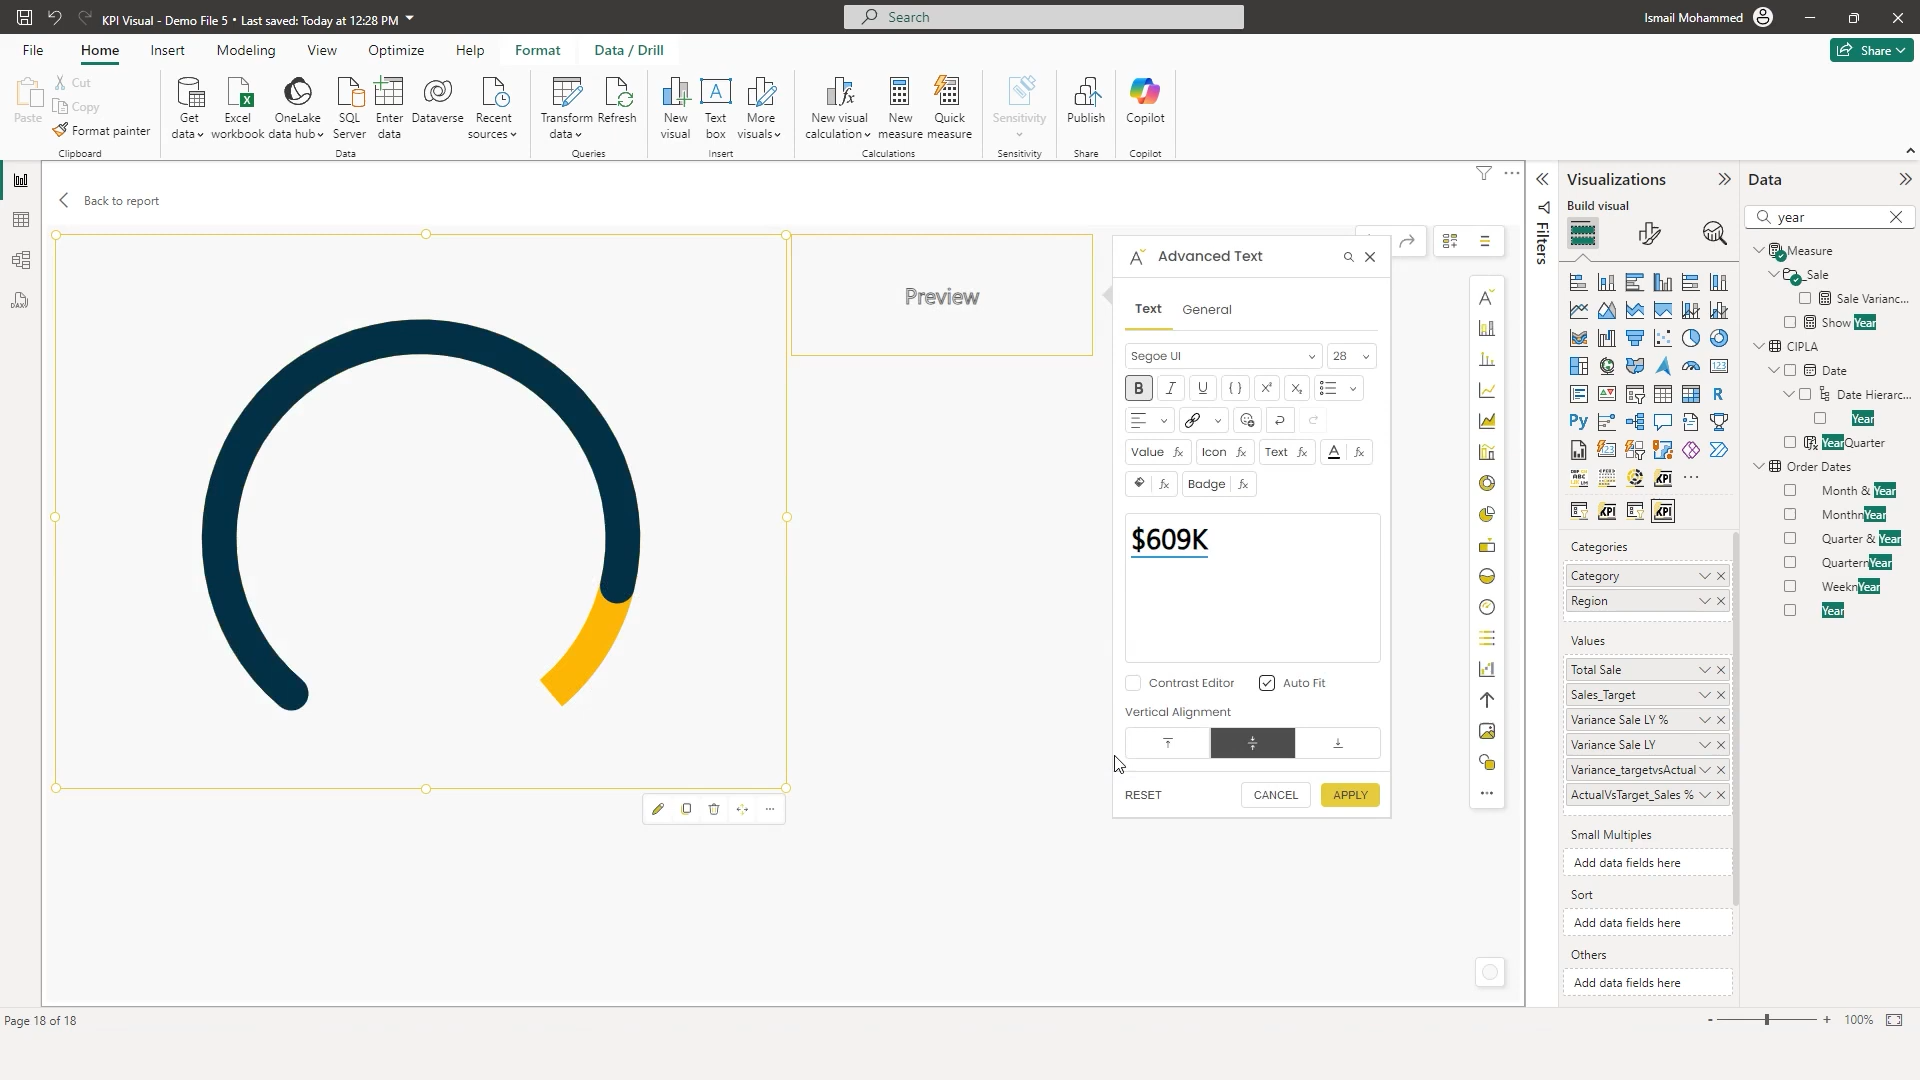 KPI Visual - Demo File 5 • Last saved: Today at 12:28 PM
Search
Ismail Mohammed
File
Home
Insert
Modeling
View
Optimize
Help
Format
Data / Drill
Share
Paste
Cut
Copy
Format painter
Clipboard
Get data
Excel workbook
OneLake data hub
SQL Server
Enter data
Dataverse
Recent sources
Data
Transform data
Refresh
Queries
New visual
Text box
More visuals
Insert
New visual calculation
New measure
Quick measure
Calculations
Sensitivity
Sensitivity
Publish
Share
Copilot
Copilot
Back to report
Preview
Advanced Text
Text
General
Segoe UI
28
B
I
U
{ }
Value fx
Icon fx
Text fx
A fx
fx
Badge fx
$609K
Contrast Editor
Auto Fit
Vertical Alignment
RESET
CANCEL
APPLY
Filters
Visualizations
Build visual
Categories
Category
Region
Values
Total Sale
Sales_Target
Variance Sale LY %
Variance Sale LY
Variance_targetvsActual
ActualVsTarget_Sales %
Small Multiples
Add data fields here
Sort
Add data fields here
Others
Add data fields here
Data
year
Measure
_Sale
Sale Varianc...
Show Year
CIPLA
Date
Date Hierarc...
Year
YearQuarter
Order Dates
Month & Year
MonthnYear
Quarter & Year
QuarternYear
WeeknYear
Year
Page 18 of 18
- + 100%